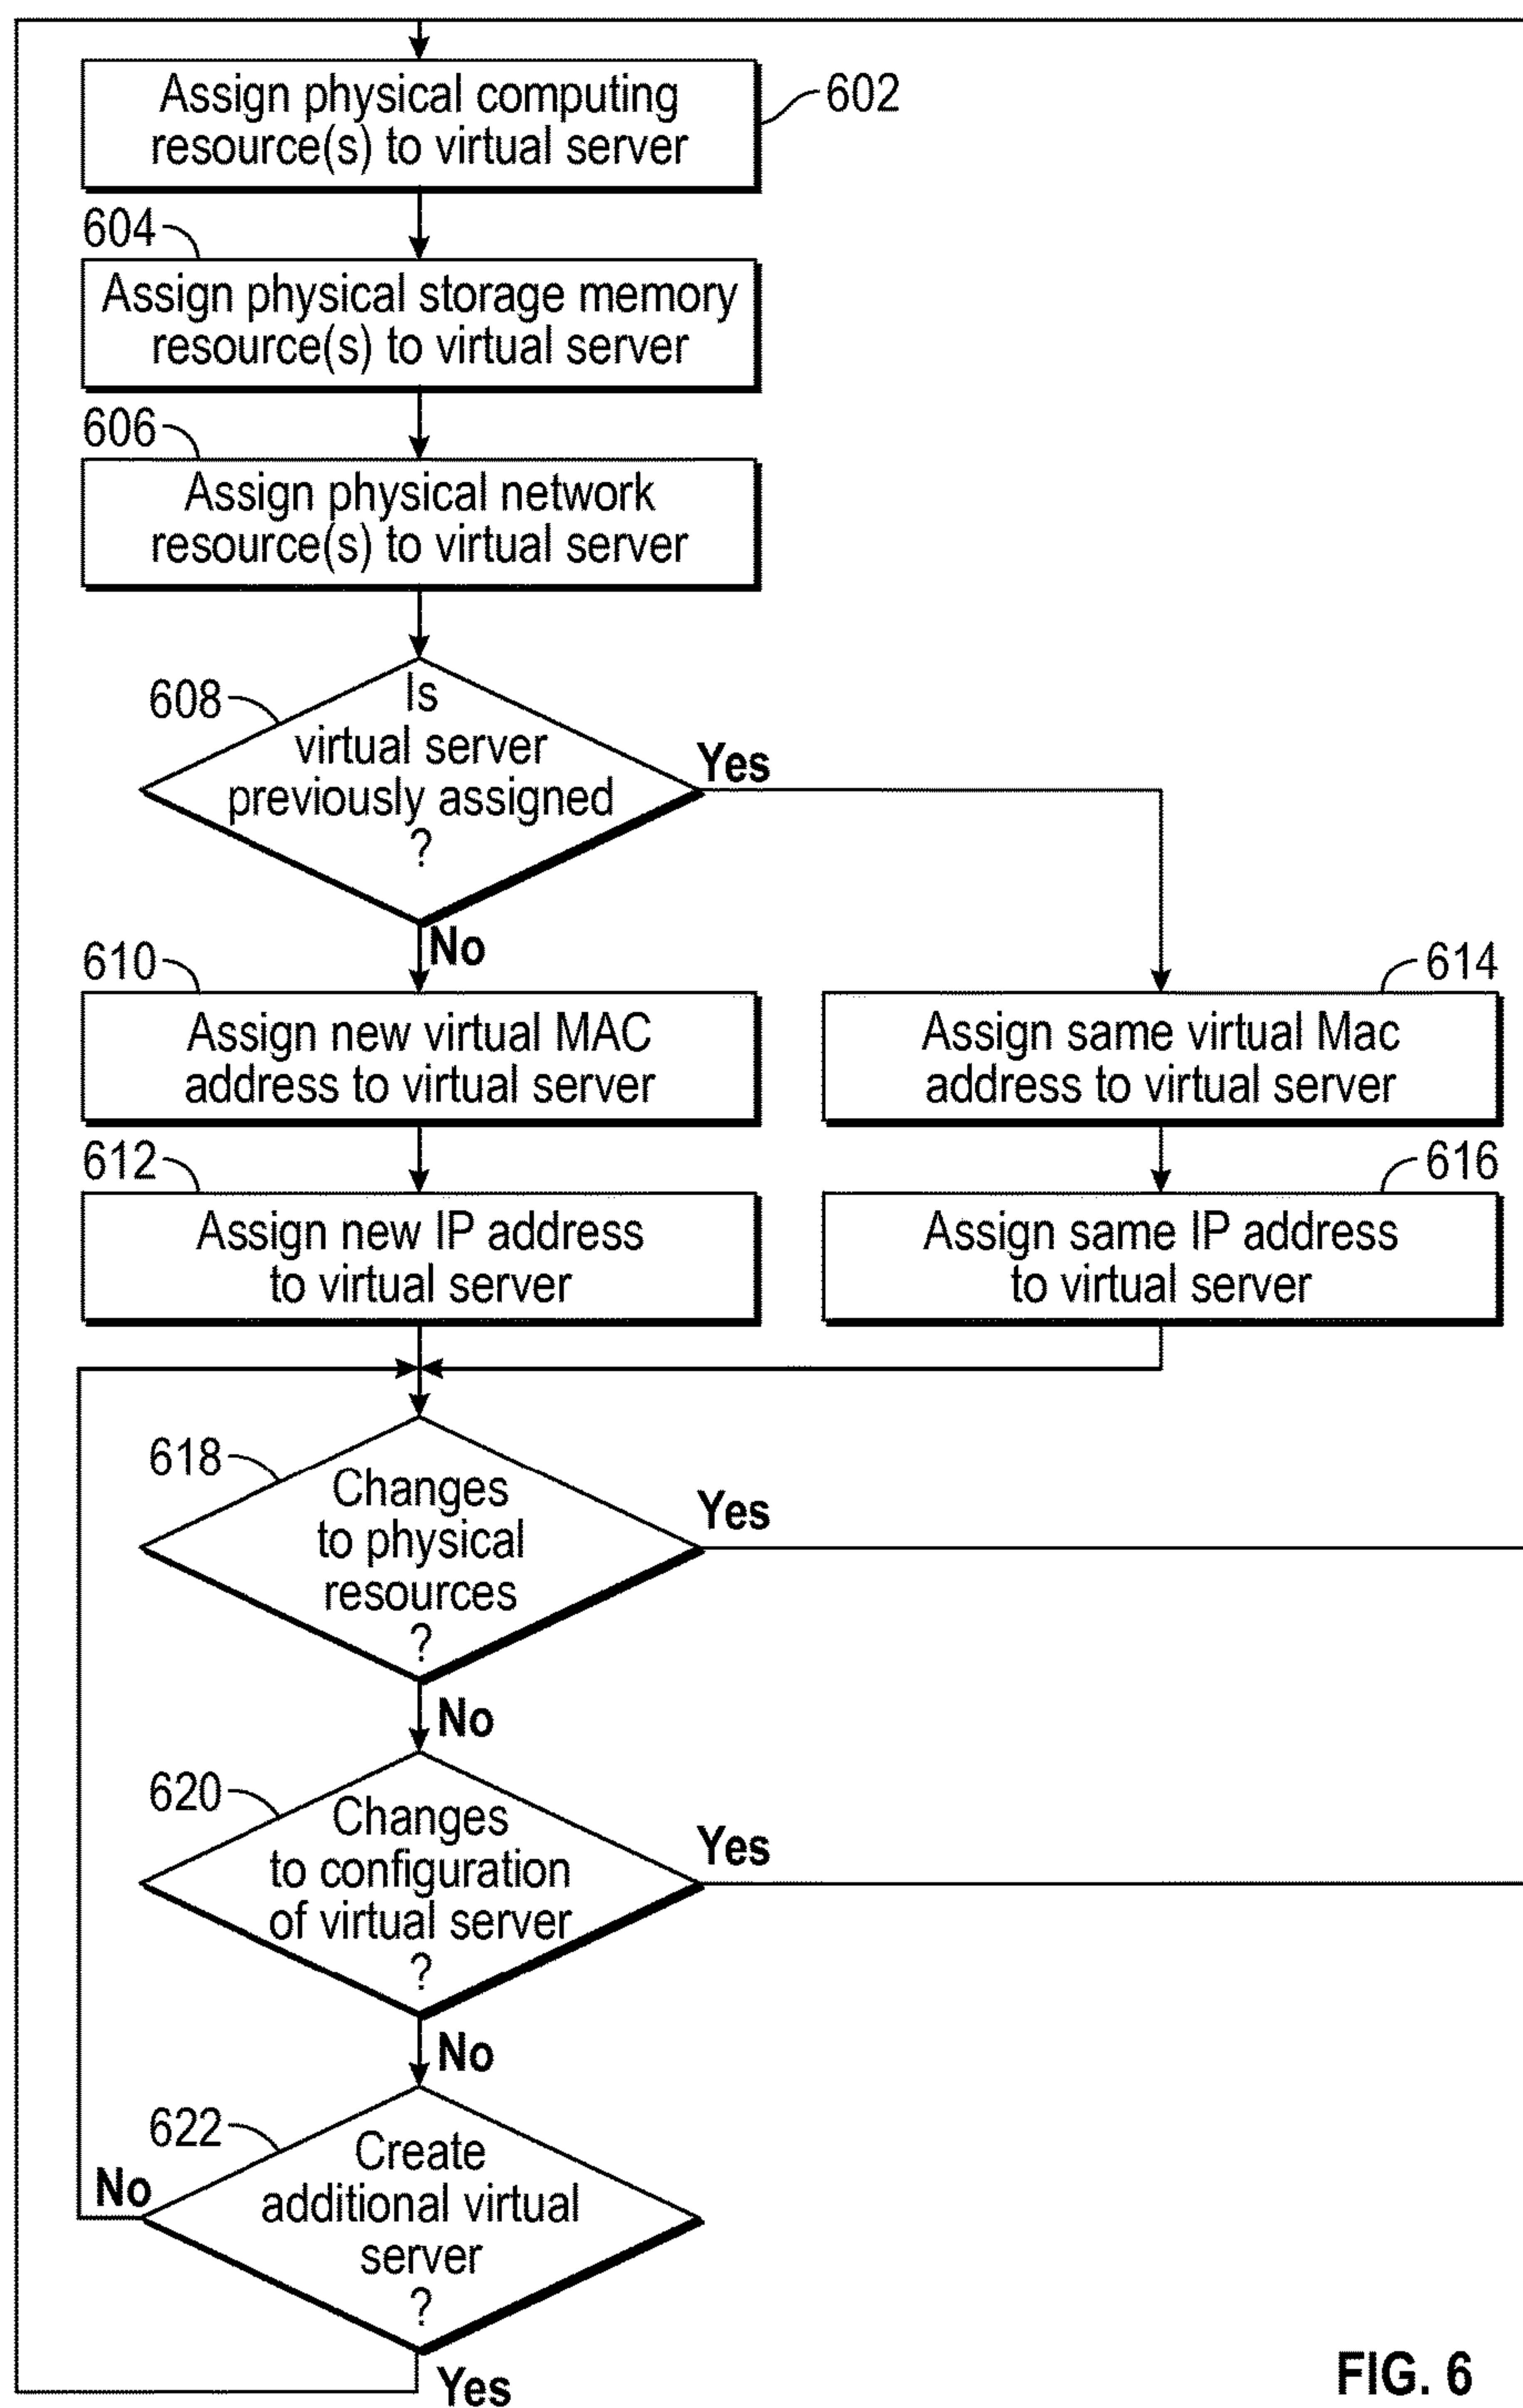 Assign physical computing
resource(s) to virtual server
602
604
Assign physical storage memory
resource(s) to virtual server
606
Assign physical network
resource(s) to virtual server
608
Is
virtual server
previously assigned
?
Yes
No
610
Assign new virtual MAC
address to virtual server
614
Assign same virtual Mac
address to virtual server
612
Assign new IP address
to virtual server
616
Assign same IP address
to virtual server
618
Changes
to physical
resources
?
Yes
No
620
Changes
to configuration
of virtual server
?
Yes
No
622
Create
additional virtual
server
?
No
Yes
FIG. 6